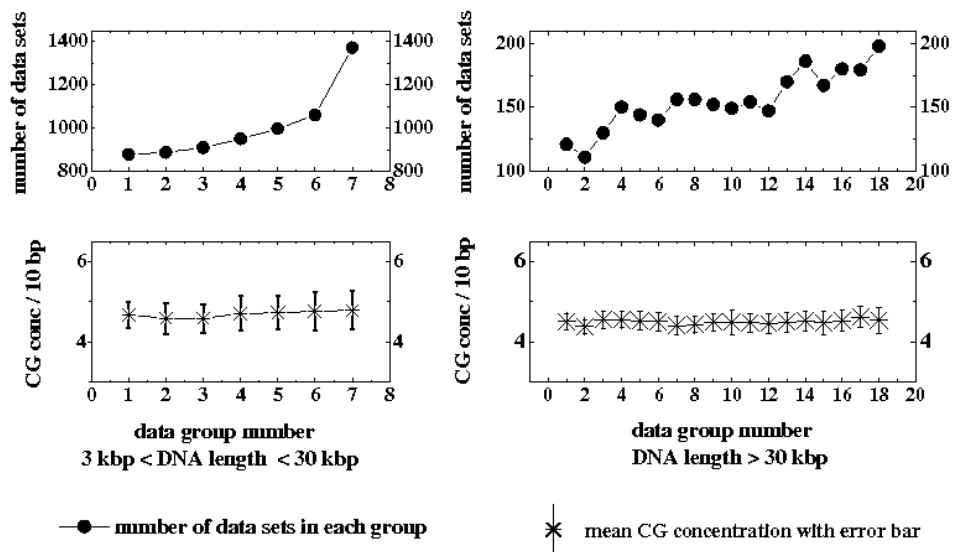 number of data sets
1400
1200
1000
800
1400
1200
1000
800
0 1 2 3 4 5 6 7 8
number of data sets
200
150
100
200
150
100
0 2 4 6 8 10 12 14 16 18 20
CG conc / 10 bp
6
4
6
4
0 1 2 3 4 5 6 7 8
data group number
3 kbp < DNA length < 30 kbp
CG conc / 10 bp
6
4
6
4
0 2 4 6 8 10 12 14 16 18 20
data group number
DNA length > 30 kbp
number of data sets in each group
mean CG concentration with error bar